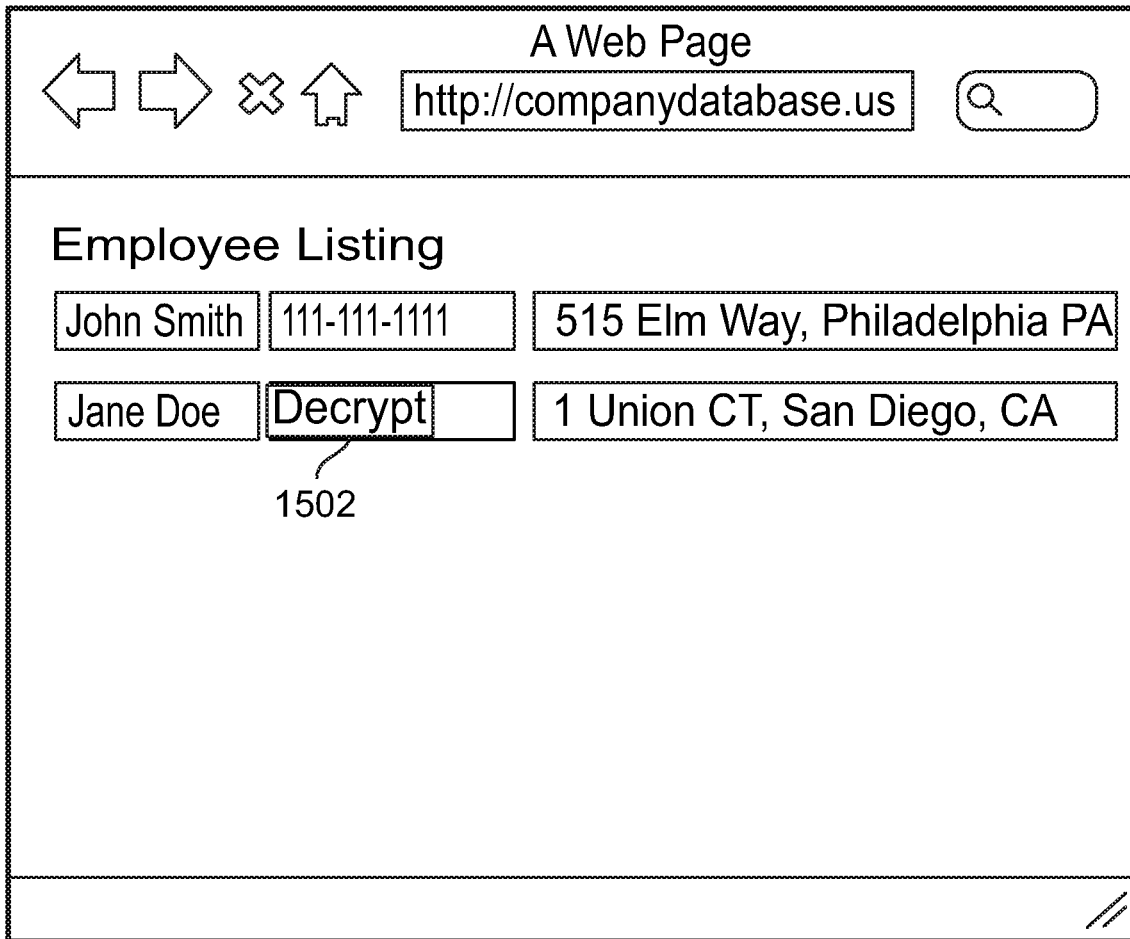 A Web Page
http://companydatabase.us
Employee Listing
John Smith 111-111-1111 515 Elm Way, Philadelphia PA
Jane Doe Decrypt 1 Union CT, San Diego, CA
1502